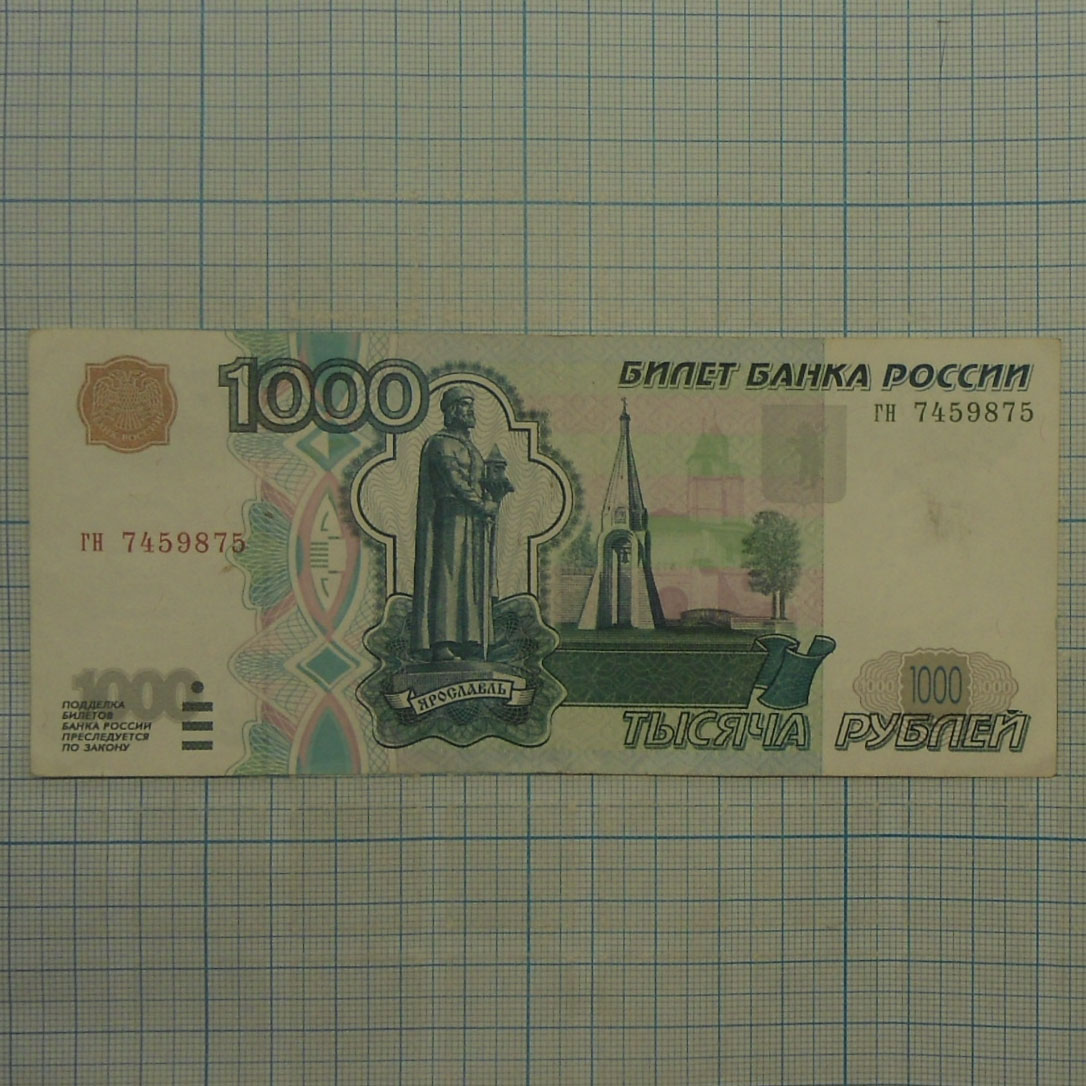 1000
БИЛЕТ БАНКА РОССИИ
гн 7459875
гн 7459875
ЯРОСЛАВЛЬ
1000
ПОДДЕЛКА
БИЛЕТОВ
БАНКА РОССИИ
ПРЕСЛЕДУЕТСЯ
ПО ЗАКОНУ
1000
ТЫСЯЧА РУБЛЕЙ